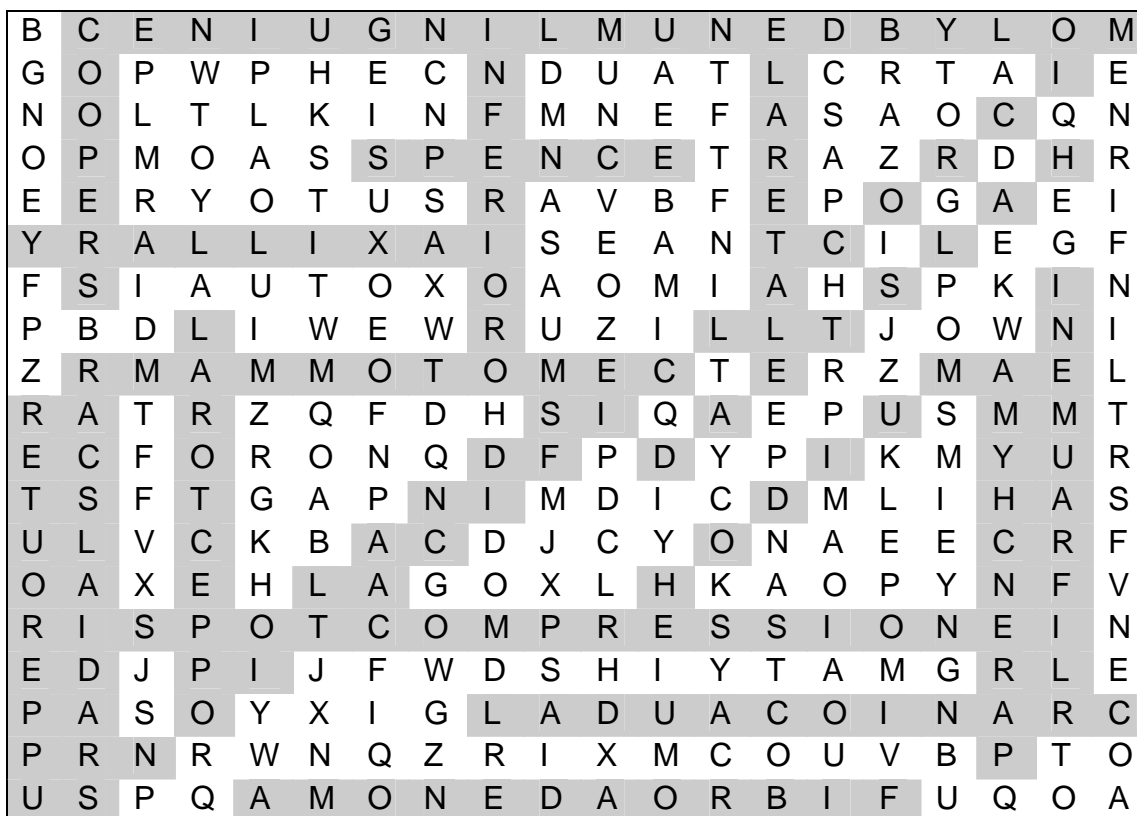 B C E N I U G N I L M U N E D B Y L O M
G O P W P H E C N D U A T L C R T A I E
N O L T L K I N F M N E F A S A O C Q N
O P M O A S S P E N C E T R A Z R D H R
E E R Y O T U S R A V B F E P O G A E I
Y R A L L I X A I S E A N T C I L E G F
F S I A U T O X O A O M I A H S P K I N
P B D L I W E W R U Z I L L T J O W N I
Z R M A M M O T O M E C T E R Z M A E L
R A T R Z Q F D H S I Q A E P U S M M T
E C F O R O N Q D F P D Y P I K M Y U R
T S F T G A P N I M D I C D M L I H A S
U L V C K B A C D J C Y O N A E E C R F
O A X E H L A G O X L H K A O P Y N F V
R I S P O T C O M P R E S S I O N E I N
E D J P I J F W D S H I Y T A M G R L E
P A S O Y X I G L A D U A C O I N A R C
P R N R W N Q Z R I X M C O U V B P T O
U S P Q A M O N E D A O R B I F U Q O A